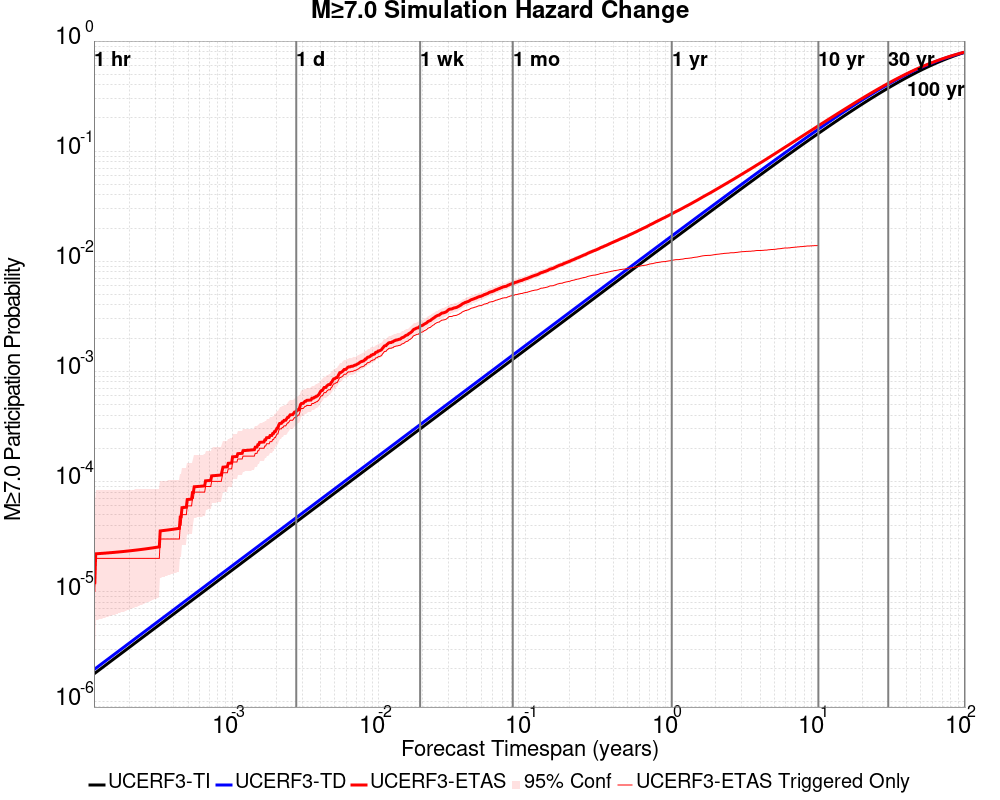 M≥7.0 Simulation Hazard Change
10^0
10^-1
10^-2
10^-3
10^-4
10^-5
10^-6
M≥7.0 Participation Probability
1 hr
1 d
1 wk
1 mo
1 yr
10 yr
30 yr
100 yr
10^-3
10^-2
10^-1
10^0
10^1
10^2
Forecast Timespan (years)
UCERF3-TI UCERF3-TD UCERF3-ETAS 95% Conf UCERF3-ETAS Triggered Only